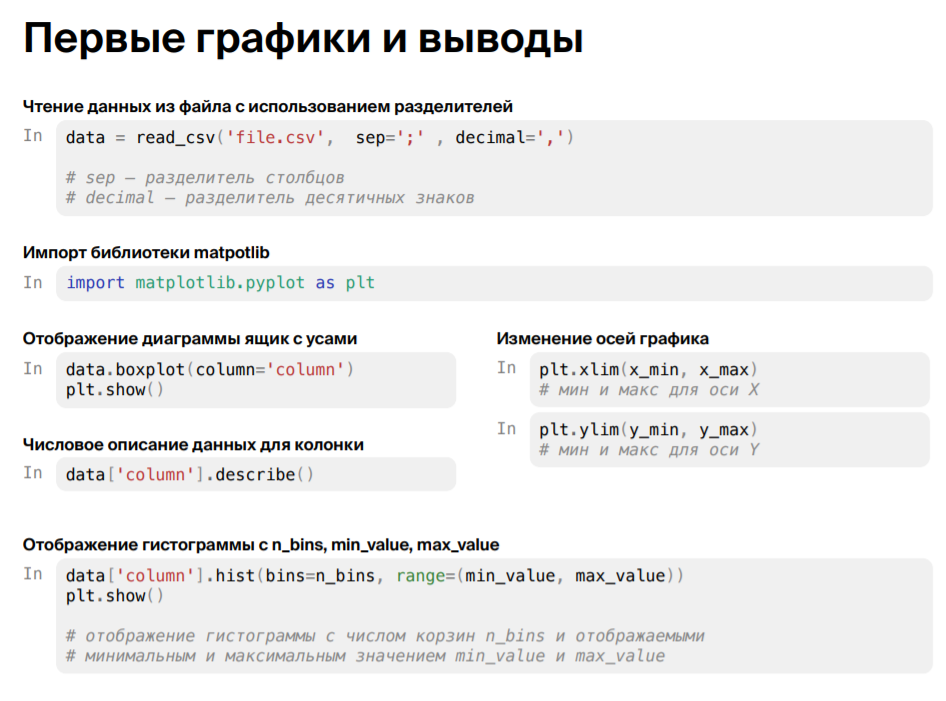 Первые графики и выводы
Чтение данных из файла с использованием разделителей
In
data = read_csv('file.csv',  sep=';' , decimal=',')
# sep — разделитель столбцов
# decimal — разделитель десятичных знаков
Импорт библиотеки matpotlib
In
import matplotlib.pyplot as plt
Отображение диаграммы ящик с усами
In
data.boxplot(column='column')
plt.show()
Числовое описание данных для колонки
In
data['column'].describe()
Изменение осей графика
In
plt.xlim(x_min, x_max)
# мин и макс для оси X
In
plt.ylim(y_min, y_max)
# мин и макс для оси Y
Отображение гистограммы с n_bins, min_value, max_value
In
data['column'].hist(bins=n_bins, range=(min_value, max_value))
plt.show()
# отображение гистограммы с числом корзин n_bins и отображаемыми
# минимальным и максимальным значением min_value и max_value